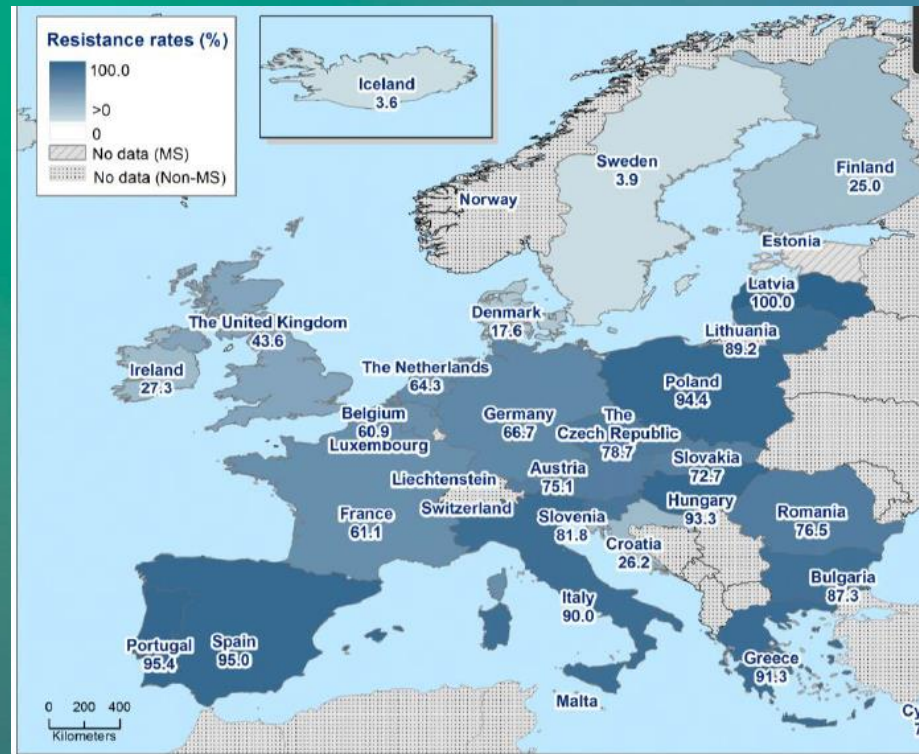 Resistance rates (%)
100.0
>0
0
No data (MS)
No data (Non-MS)
Iceland
3.6
Sweden
3.9
Finland
25.0
Norway
Estonia
Latvia
100.0
Denmark
17.6
The United Kingdom
43.6
Lithuania
89.2
Ireland
27.3
The Netherlands
64.3
Poland
94.4
Belgium
60.9
Germany
66.7
The
Czech Republic
78.7
Luxembourg
Slovakia
72.7
Austria
75.1
Liechtenstein
Hungary
93.3
Switzerland
France
61.1
Slovenia
81.8
Romania
76.5
Croatia
26.2
Bulgaria
87.3
Italy
90.0
Portugal
95.4
Spain
95.0
Greece
91.3
Malta
Cy
7
0 200 400
Kilometers